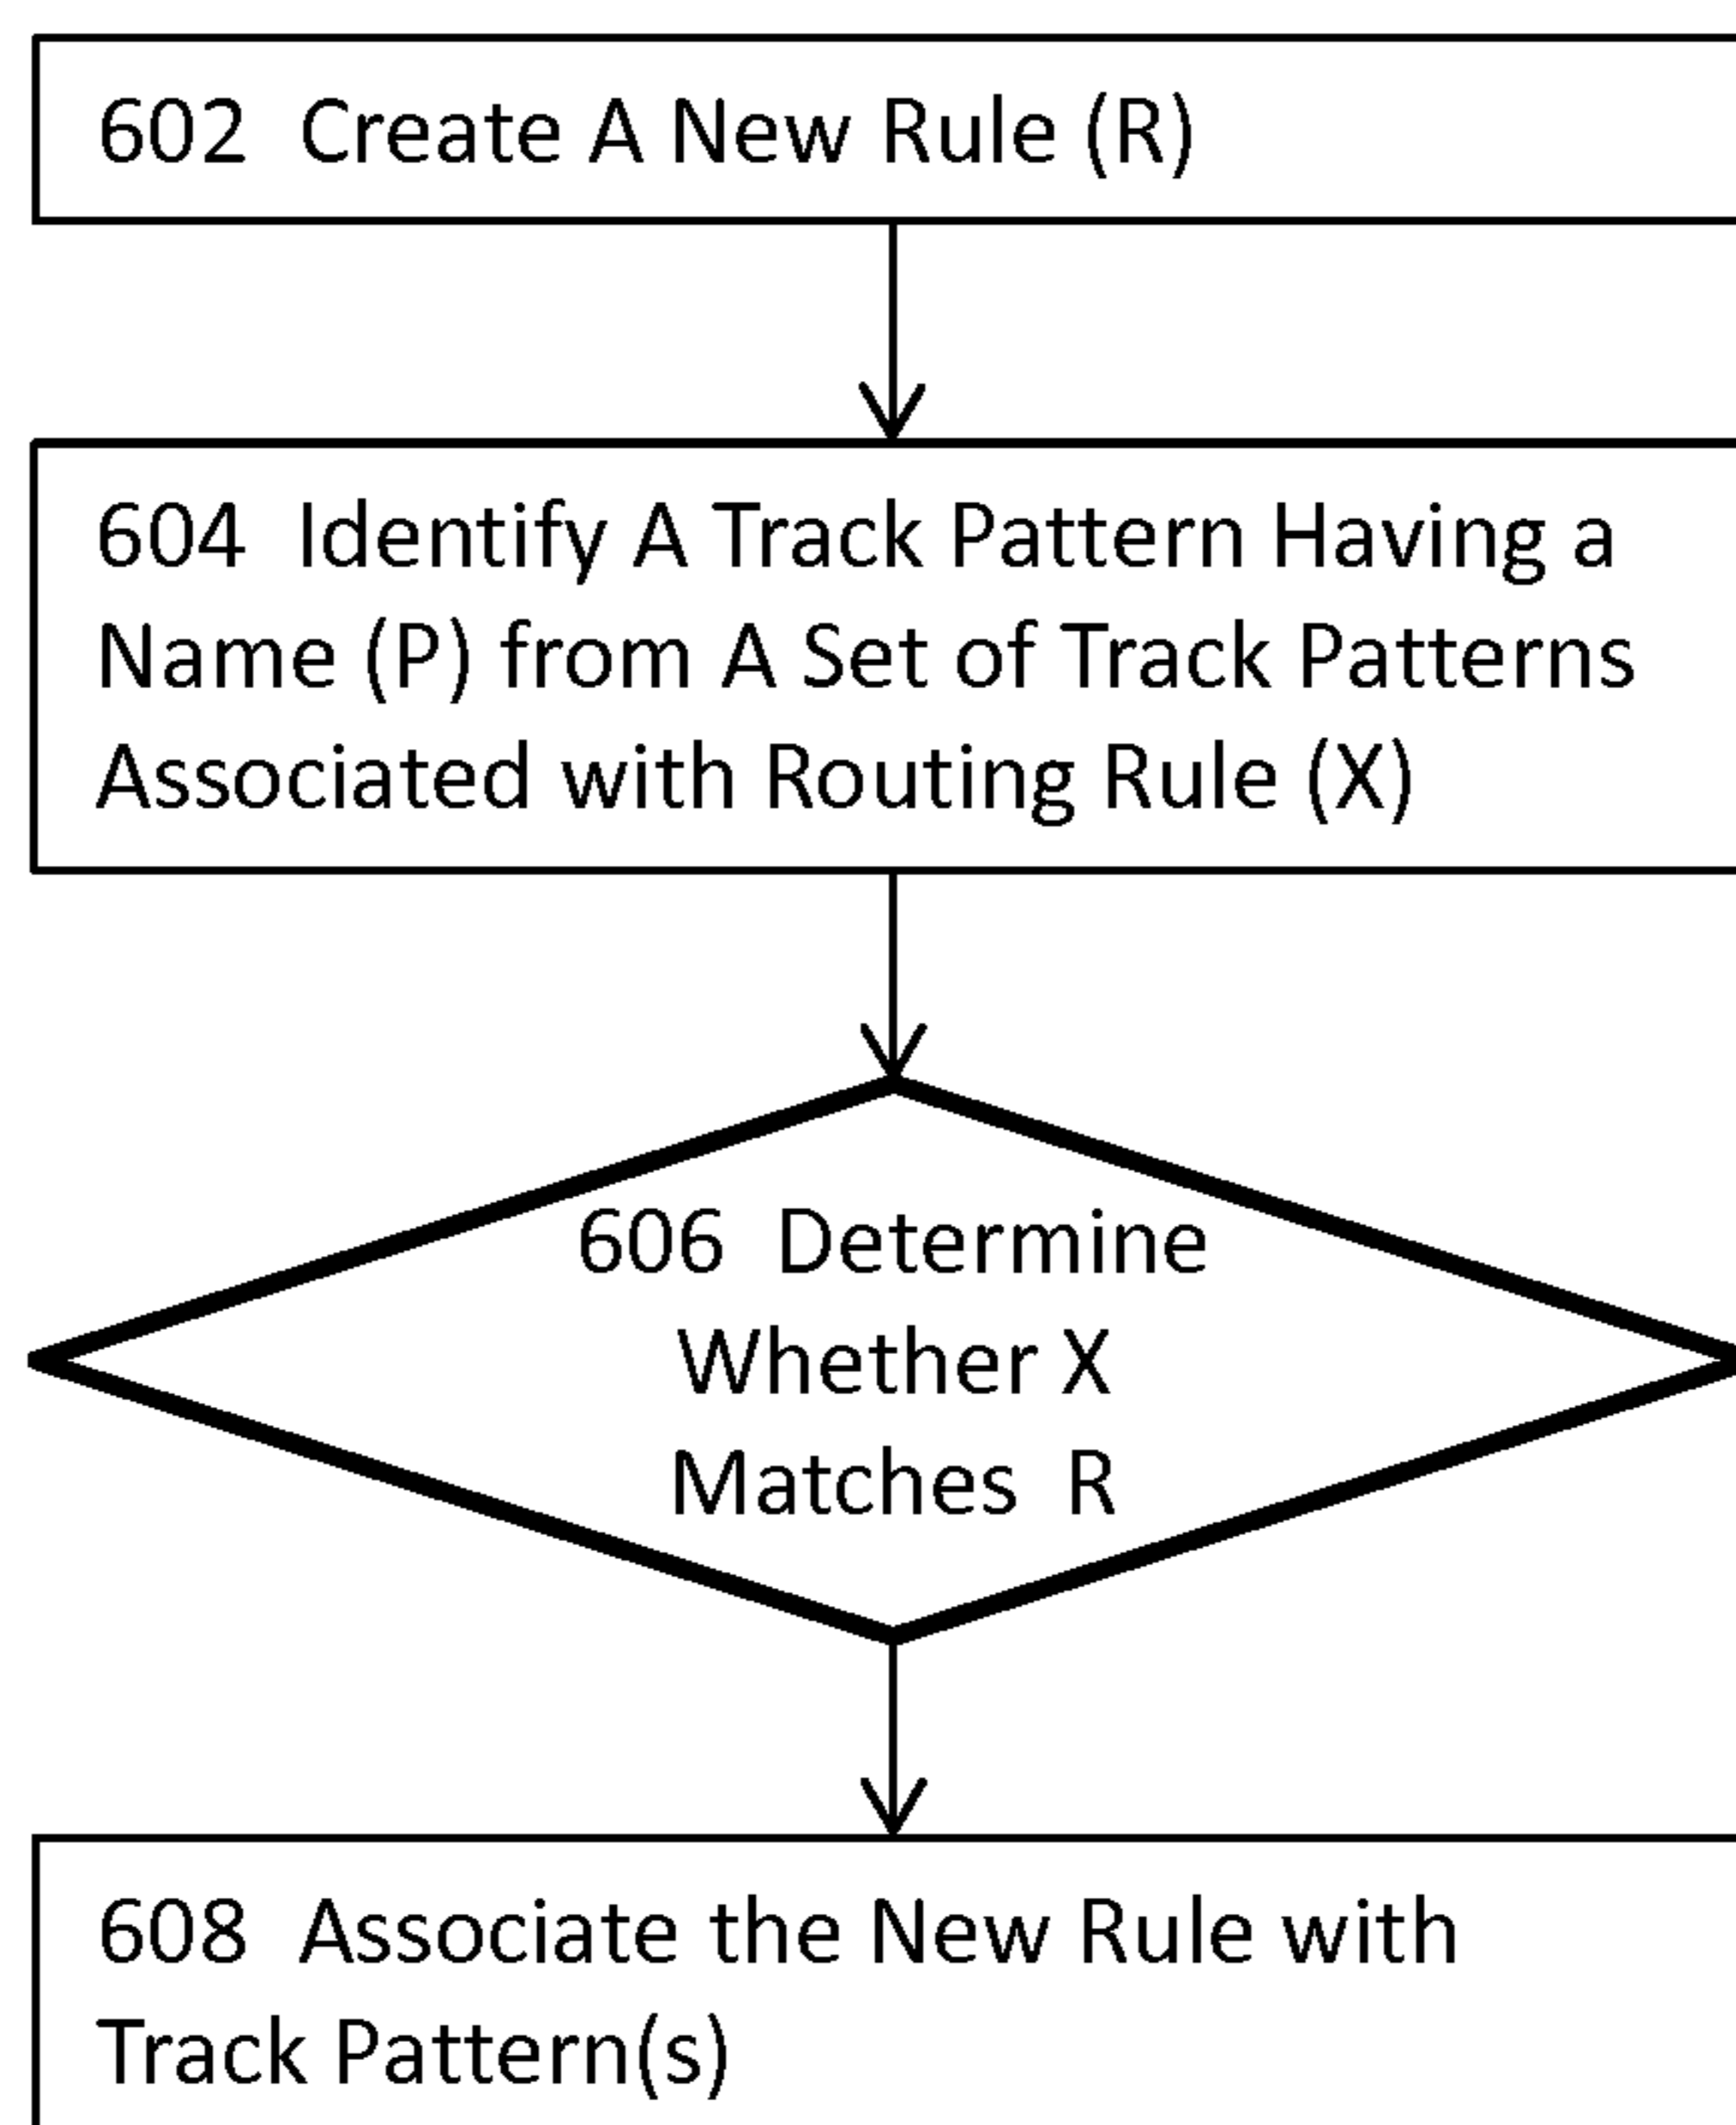 602 Create A New Rule (R)
604 Identify A Track Pattern Having a
Name (P) from A Set of Track Patterns
Associated with Routing Rule (X)
606 Determine
Whether X
Matches R
608 Associate the New Rule with
Track Pattern(s)